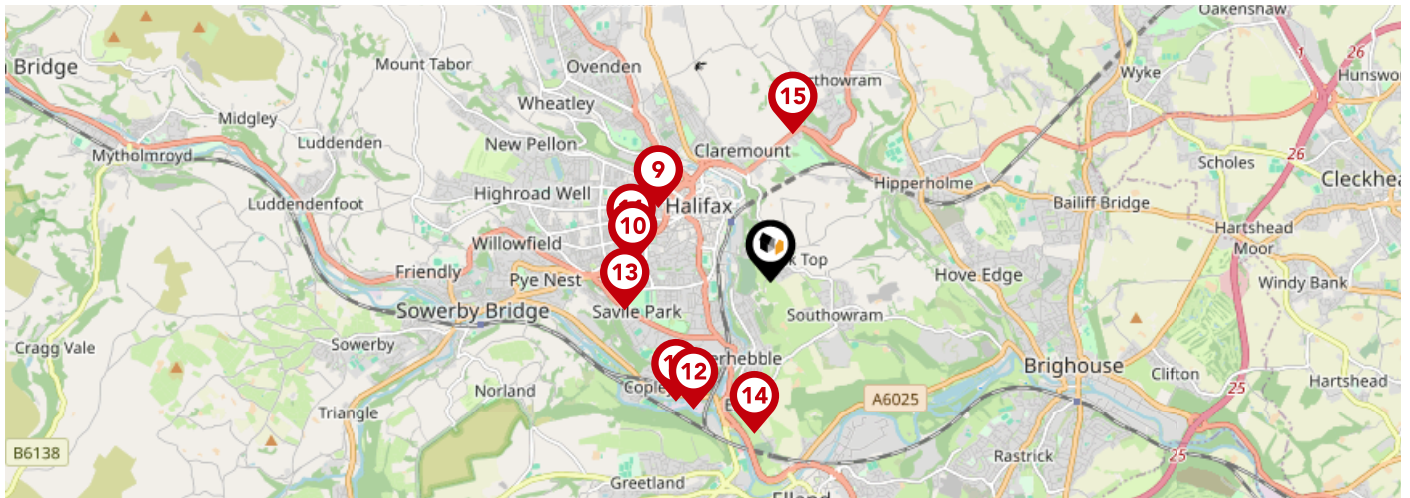 Oakenshaw
1
26
Bridge
Mount Tabor
Ovenden
Wyke
Wheatley
15
Midgley
Luddenden
New Pellon
Claremount
Mytholmroyd
26
Scholes
9
Hipperholme
Highroad Well
Luddendenfoot
Halifax
Bailiff Bridge
10
Hartshead
Moor
Willowfield
Top
Friendly
13
Pye Nest
Hove Edge
Windy Bank
Sowerby Bridge
Savile Park
Southowram
Cragg Vale
Sowerby
Brighouse
12
Clifton
Norland
25
Hartshead
14
A6025
Triangle
B6138
25
Rastrick
Greetland